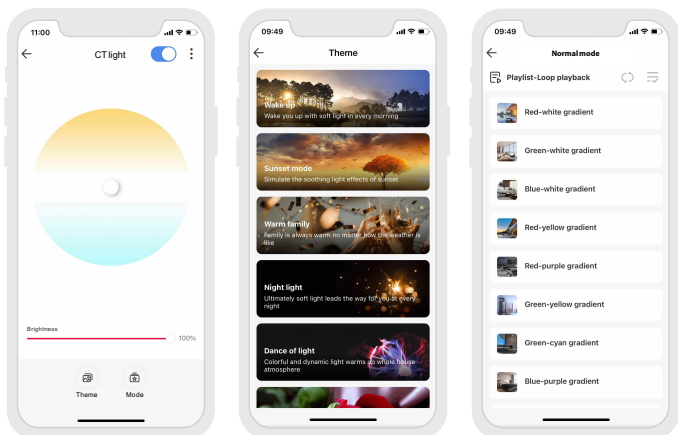 11:00
CT light
Brightness
100%
Theme
Mode
09:49
Theme
Wake up
Wake you up with soft light in every morning
Sunset mode
Simulate the soothing light effects of sunset
Warm family
Family is always warm no matter how the weather is
like
Night light
Ultimately soft light leads the way for you at every
night
Dance of light
Colorful and dynamic light warms up whole house
atmosphere
09:49
Normal mode
Playlist-Loop playback
Red-white gradient
Green-white gradient
Blue-white gradient
Red-yellow gradient
Red-purple gradient
Green-yellow gradient
Green-cyan gradient
Blue-purple gradient